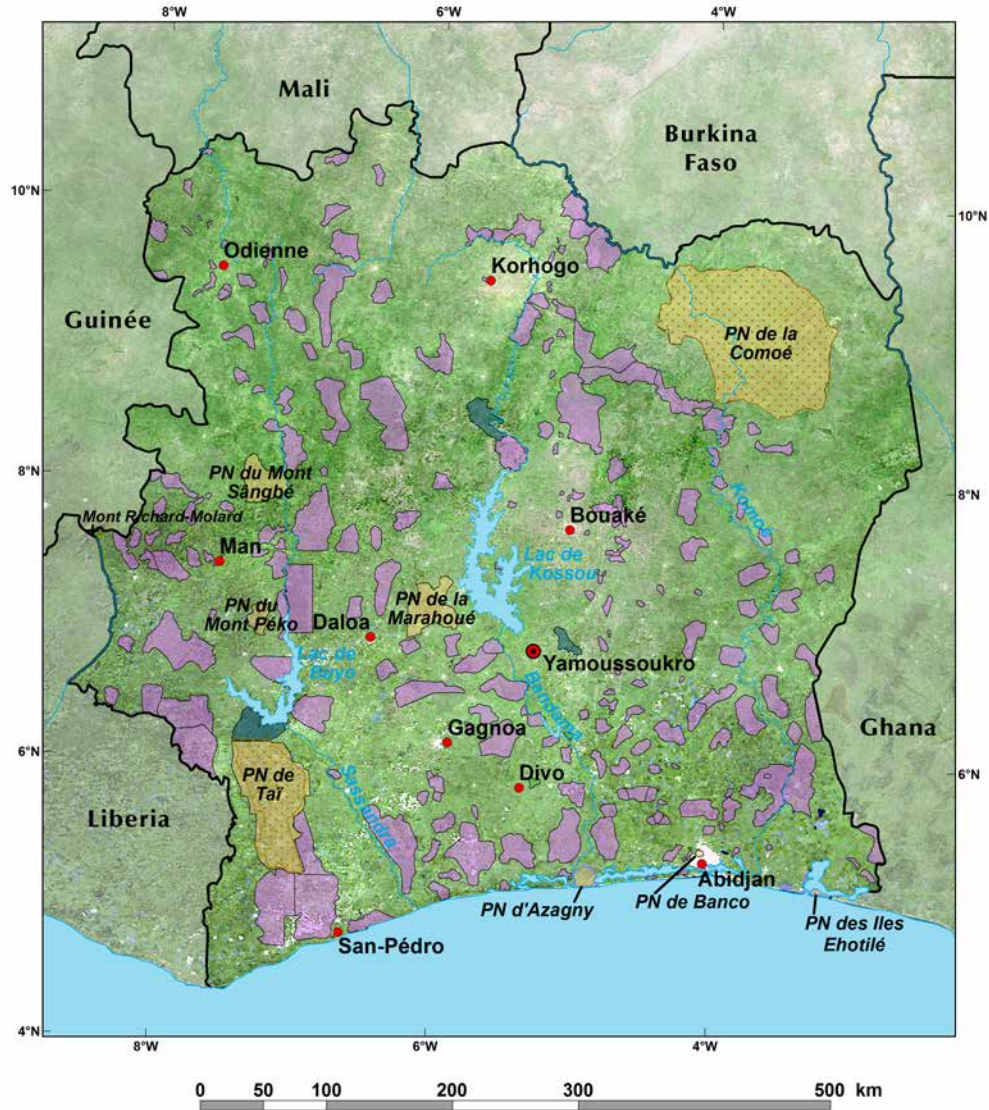 6°W
4°W
Mali
Burkina
Faso
10°N
10°N
Odienne
Korhogo
Guinée
PN de la
Comoé
8°N
8°N
PN du Mont
Sângbé
Komoé
Mont Richard-Molard
Bouaké
Man
Lac de
Kossou
PN du
Mont Péko
PN de la
Marahoué
Daloa
Lac de
Buyo
Yamoussoukro
Bandama
Gagnoa
Ghana
6°N
6°N
PN de
Taï
Divo
Liberia
Sassandra
Abidjan
PN d'Azagny
PN de Banco
PN des Iles
Ehotilé
San-Pédro
4°N
8°W
6°W
4°W
0 50 100 200 300 500 km